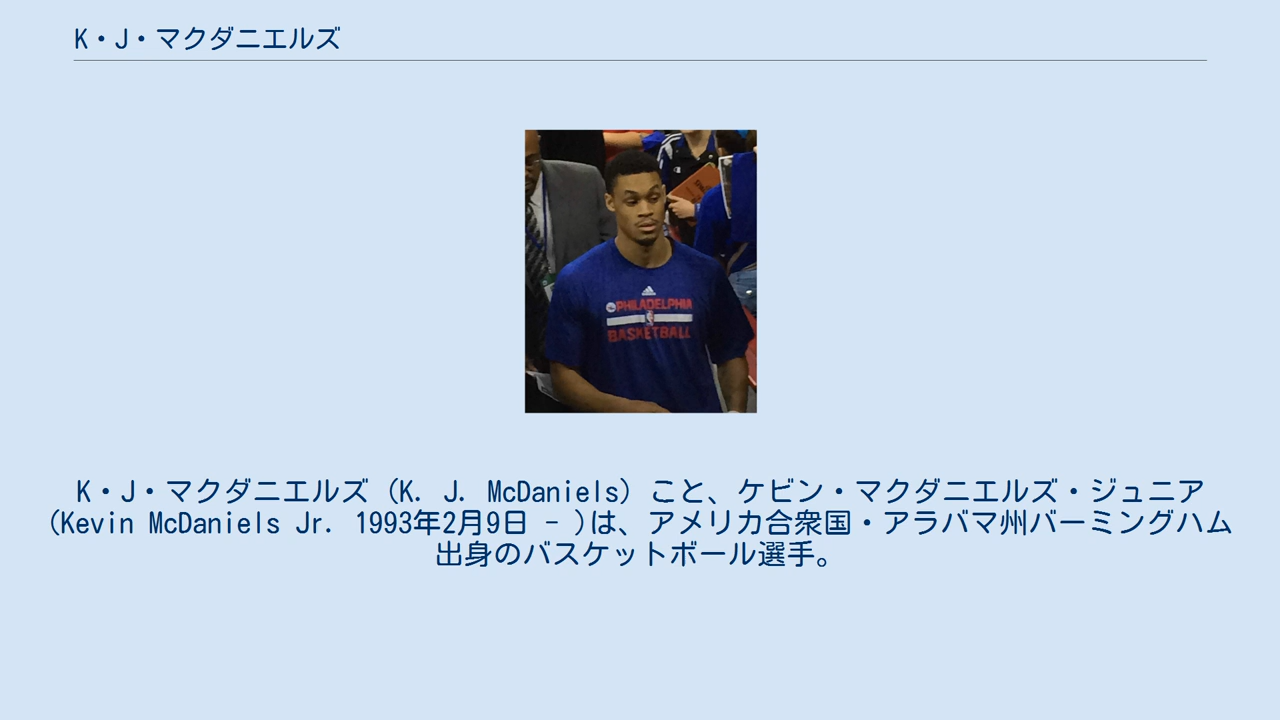 K・J・マクダニエルズ
PHILADELPHIA
BASKETBALL
K・J・マクダニエルズ (K. J. McDaniels) こと、ケビン・マクダニエルズ・ジュニア
(Kevin McDaniels Jr. 1993年2月9日 - )は、アメリカ合衆国・アラバマ州バーミングハム
出身のバスケットボール選手。